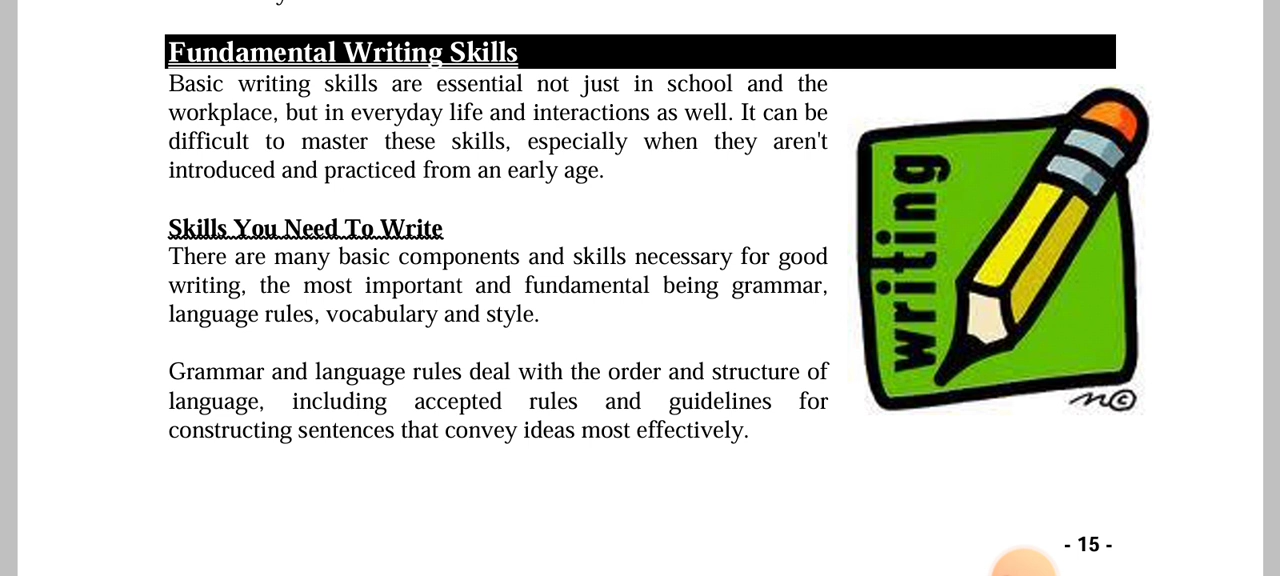 Fundamental Writing Skills
Basic writing skills are essential not just in school and the
workplace, but in everyday life and interactions as well. It can be
difficult to master these skills, especially when they aren't
introduced and practiced from an early age.
Skills You Need To Write
There are many basic components and skills necessary for good
writing, the most important and fundamental being grammar,
language rules, vocabulary and style.
Grammar and language rules deal with the order and structure of
language, including accepted rules and guidelines for
constructing sentences that convey ideas most effectively.
writing
- 15 -